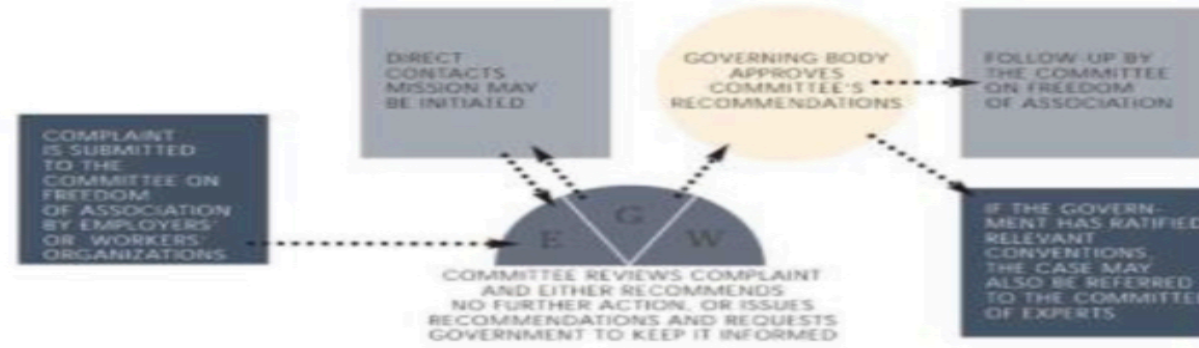 COMPLAINT
IS SUBMITTED
TO THE
COMMITTEE ON
FREEDOM
OF ASSOCIATION
BY EMPLOYERS'
OR WORKERS'
ORGANIZATIONS
DIRECT
CONTACTS
MISSION MAY
BE INITIATED
GOVERNING BODY
APPROVES
COMMITTEE'S
RECOMMENDATIONS
FOLLOW-UP BY
THE COMMITTEE
ON FREEDOM
OF ASSOCIATION
E
G
W
COMMITTEE REVIEWS COMPLAINT
AND EITHER RECOMMENDS
NO FURTHER ACTION, OR ISSUES
RECOMMENDATIONS AND REQUESTS
GOVERNMENT TO KEEP IT INFORMED
IF THE GOVERN-
MENT HAS RATIFIED
RELEVANT
CONVENTIONS,
THE CASE MAY
ALSO BE REFERRED
TO THE COMMITTEE
OF EXPERTS